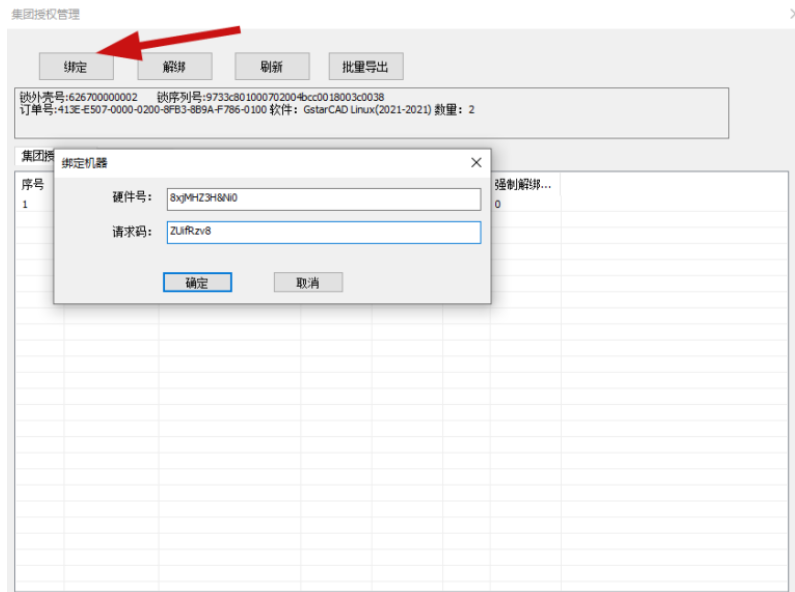 集团授权管理
绑定 解绑 刷新 批量导出
锁外壳号:626700000002 锁序列号:9733c801000702004bcc0018003c0038
订单号:413E-E507-0000-0200-8FB3-8B9A-F786-0100 软件: GstarCAD Linux(2021-2021) 数量: 2
集团授
绑定机器
序号 强制解绑...
硬件号: 8xjMHZ3H&Ni0
1 0
请求码: ZUifRzv8
确定 取消